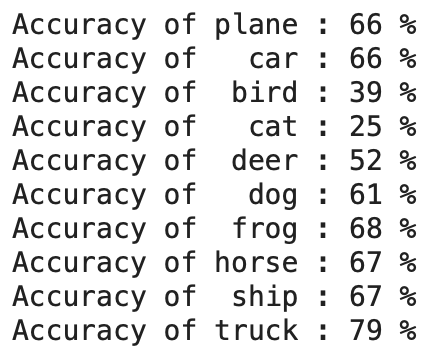 Accuracy of plane : 66 %
Accuracy of   car : 66 %
Accuracy of  bird : 39 %
Accuracy of   cat : 25 %
Accuracy of  deer : 52 %
Accuracy of   dog : 61 %
Accuracy of  frog : 68 %
Accuracy of horse : 67 %
Accuracy of  ship : 67 %
Accuracy of truck : 79 %